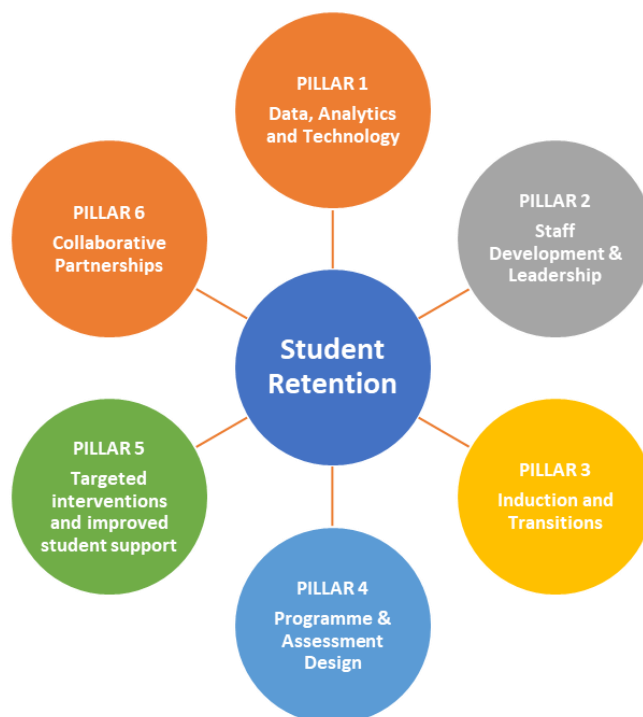 PILLAR 1
Data, Analytics
and Technology
PILLAR 2
Staff
Development &
Leadership
PILLAR 3
Induction and
Transitions
PILLAR 4
Programme &
Assessment
Design
PILLAR 5
Targeted
interventions
and improved
student support
PILLAR 6
Collaborative
Partnerships
Student
Retention